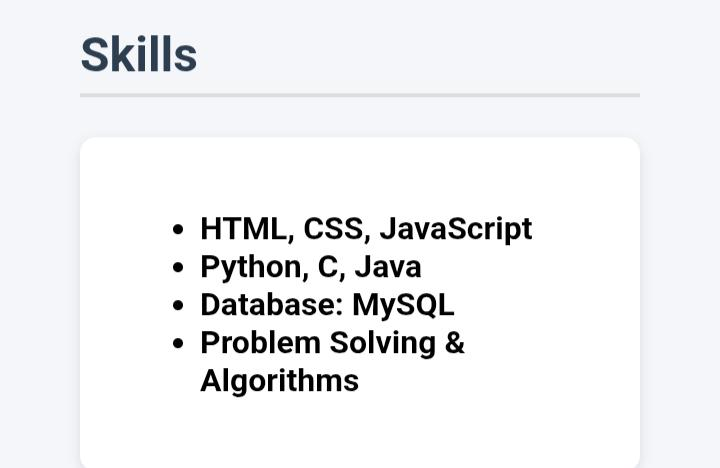 Skills
• HTML, CSS, JavaScript
• Python, C, Java
• Database: MySQL
• Problem Solving &
Algorithms